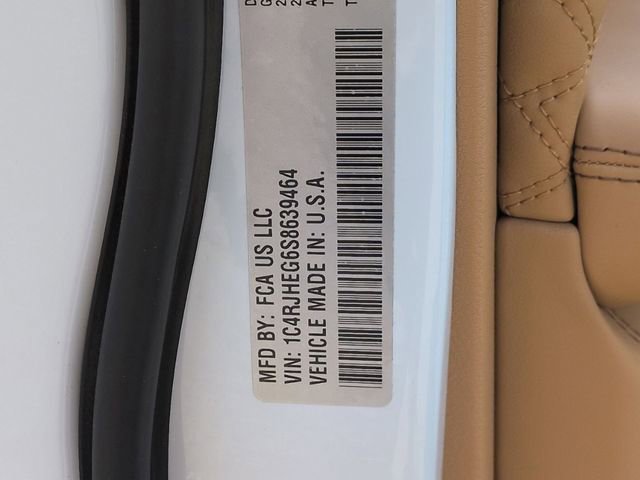 MFD BY: FCA US LLC
VIN: 1C4RJHEG6S8639464
VEHICLE MADE IN: U.S.A.